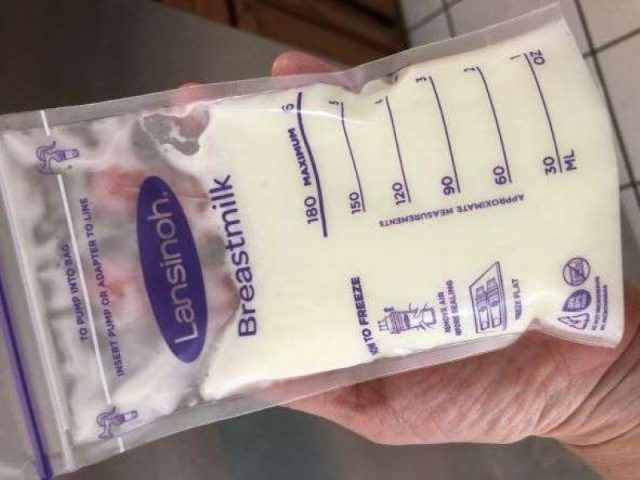 TO PUMP INTO BAG
INSERT PUMP OR ADAPTER TO LINE
Lansinoh®
Breastmilk
180 MAXIMUM 6
150 5
120 4
90 3
60 2
30 1
ML OZ
APPROXIMATE MEASUREMENTS
TO FREEZE
REMOVE AIR
BEFORE SEALING
FREEZE FLAT